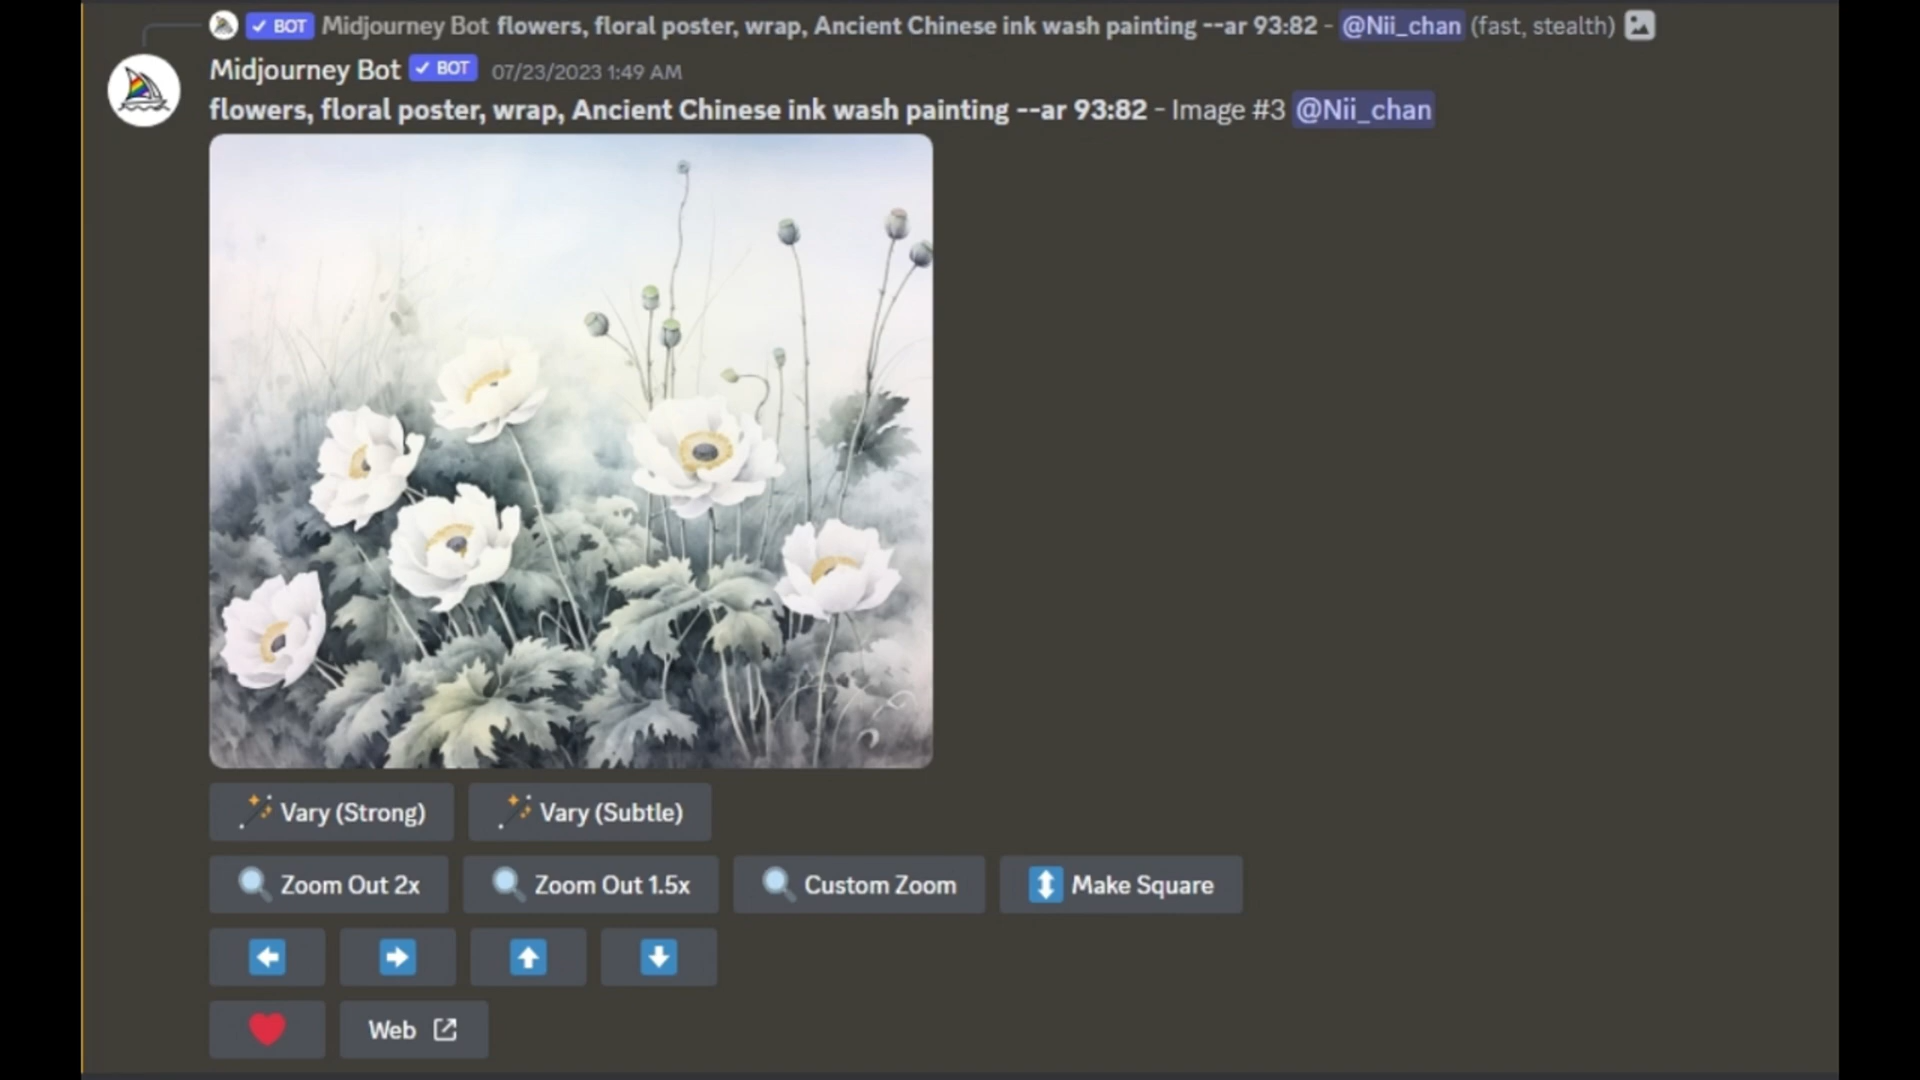 ✓ BOT Midjourney Bot flowers, floral poster, wrap, Ancient Chinese ink wash painting --ar 93:82 - @Nii_chan (fast, stealth)
Midjourney Bot ✓ BOT 07/23/2023 1:49 AM
flowers, floral poster, wrap, Ancient Chinese ink wash painting --ar 93:82 - Image #3 @Nii_chan
Vary (Strong) Vary (Subtle)
Zoom Out 2x Zoom Out 1.5x Custom Zoom Make Square
Web